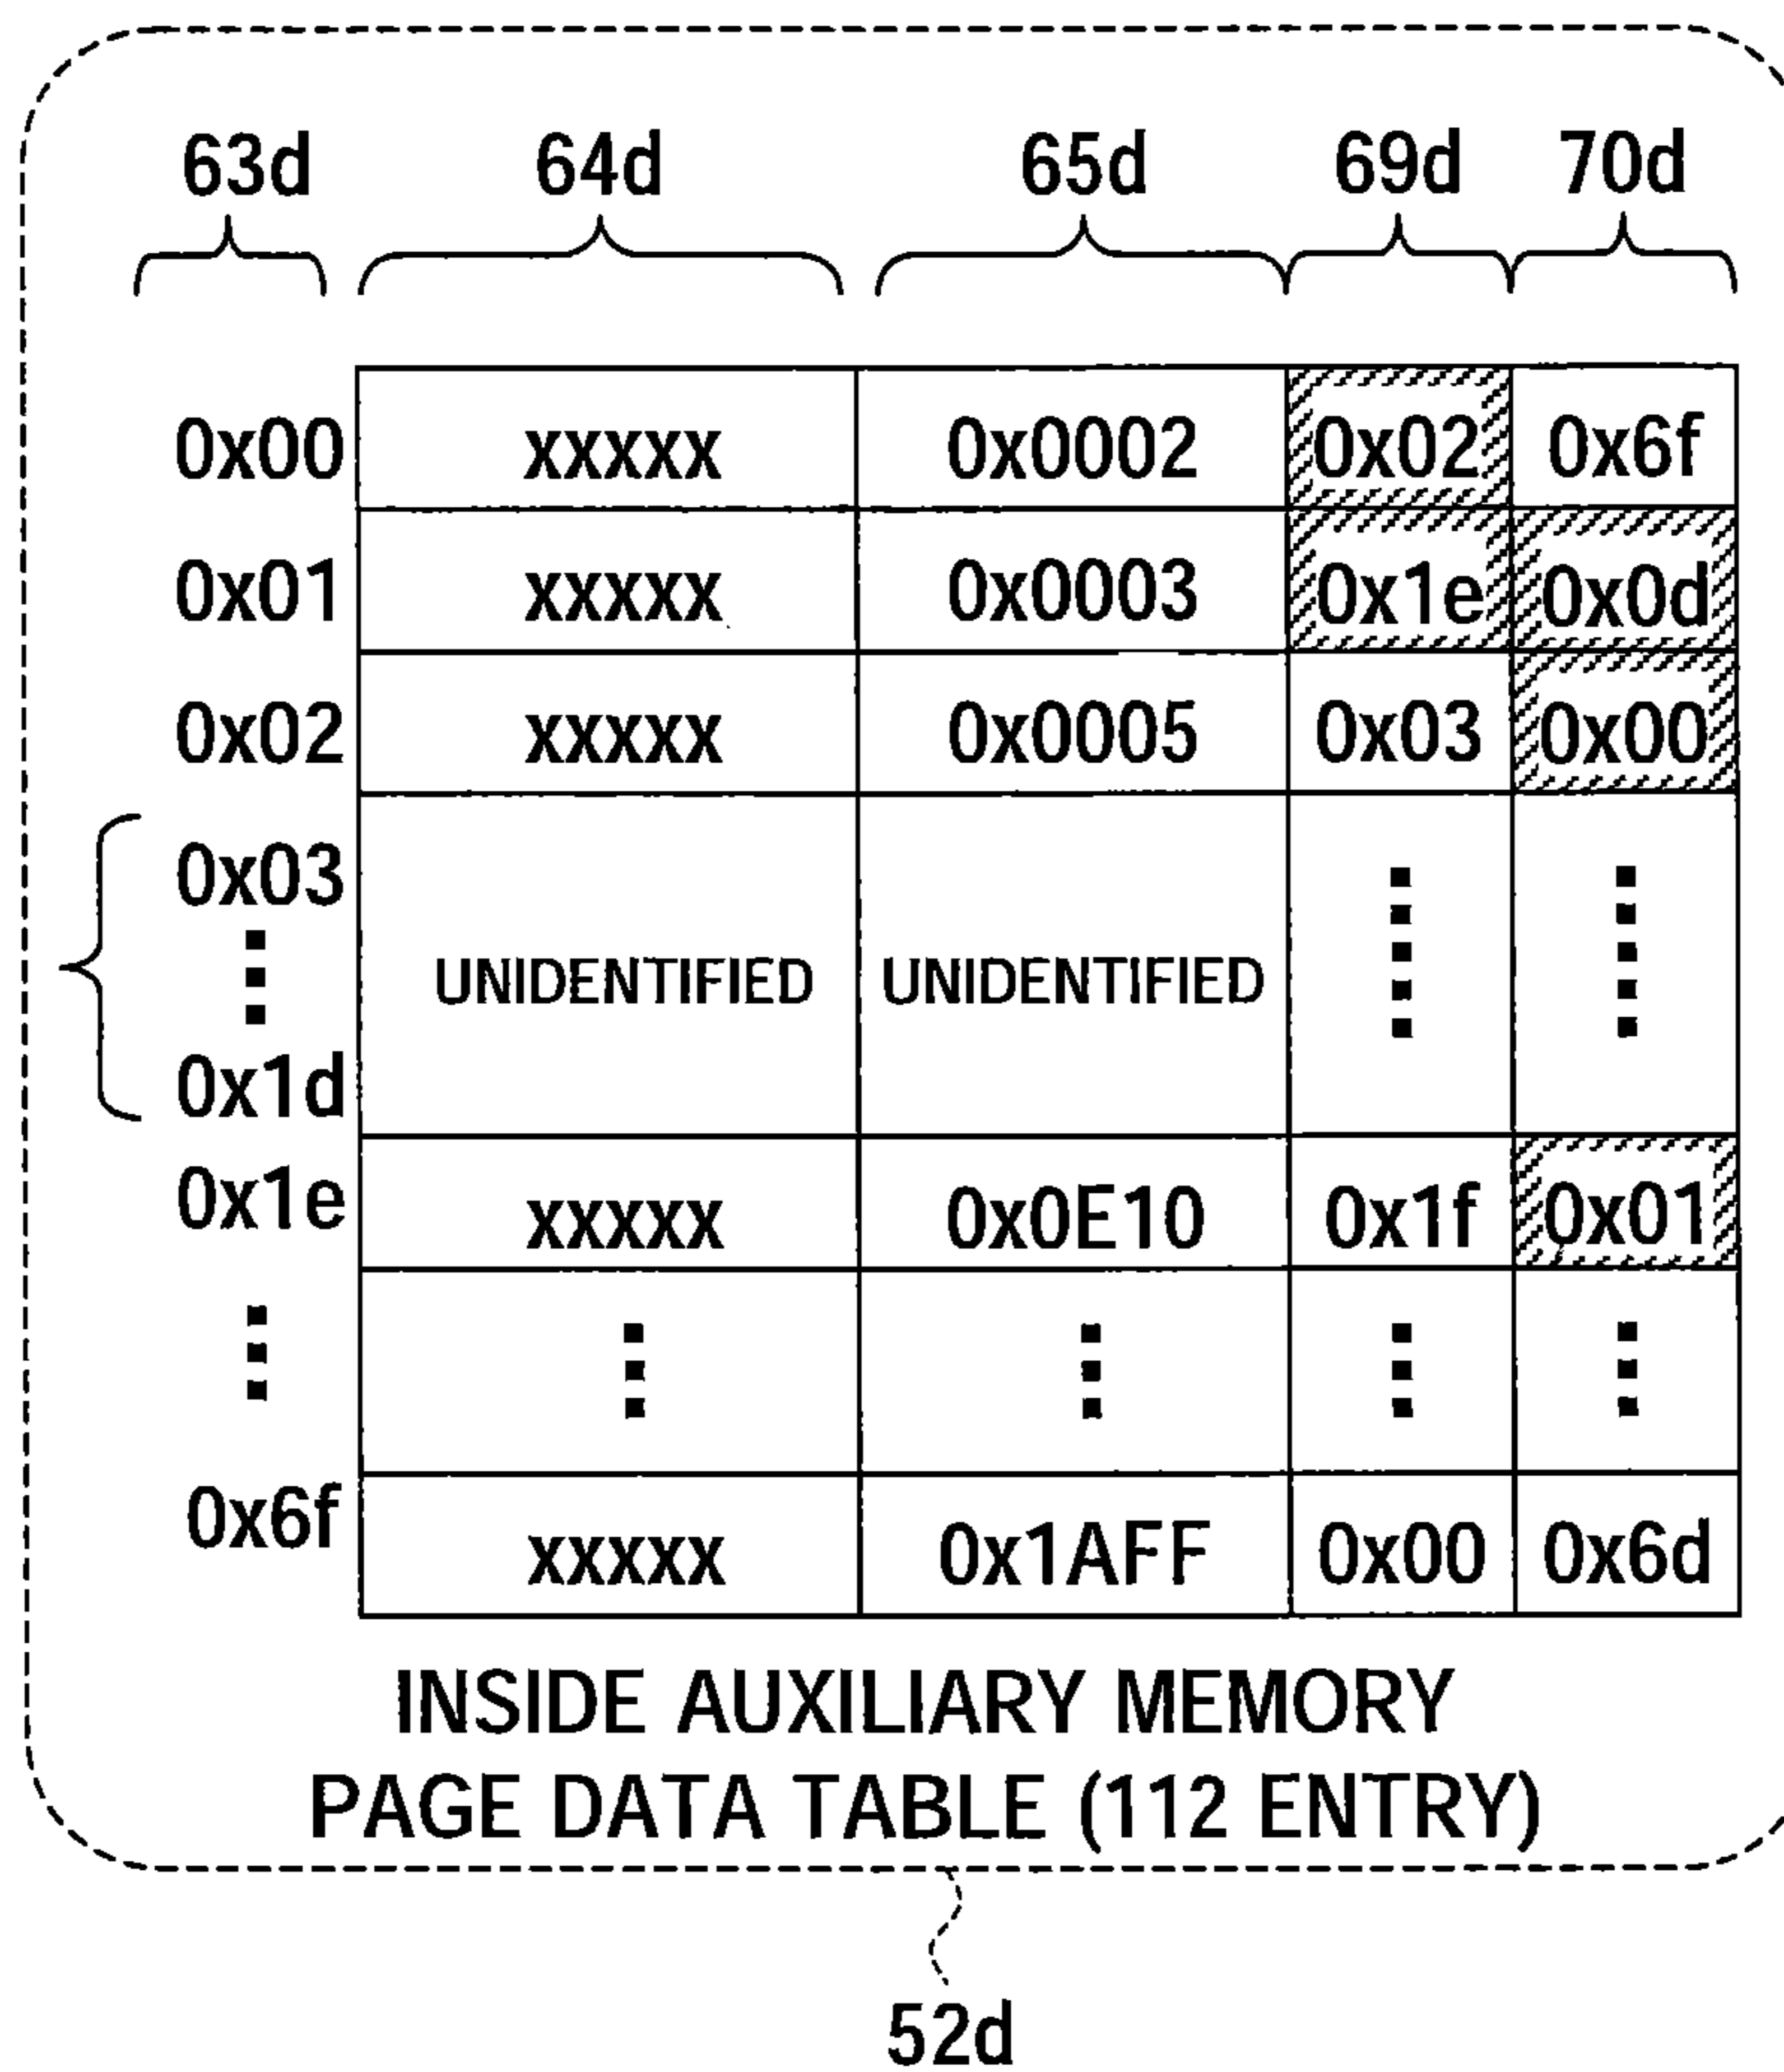 63d 64d 65d 69d 70d
0x00 xxxxx 0x0002 0x02 0x6f
0x01 xxxxx 0x0003 0x1e 0x0d
0x02 xxxxx 0x0005 0x03 0x00
0x03
UNIDENTIFIED UNIDENTIFIED
0x1d
0x1e xxxxx 0x0E10 0x1f 0x01
0x6f xxxxx 0x1AFF 0x00 0x6d
INSIDE AUXILIARY MEMORY
PAGE DATA TABLE (112 ENTRY)
52d